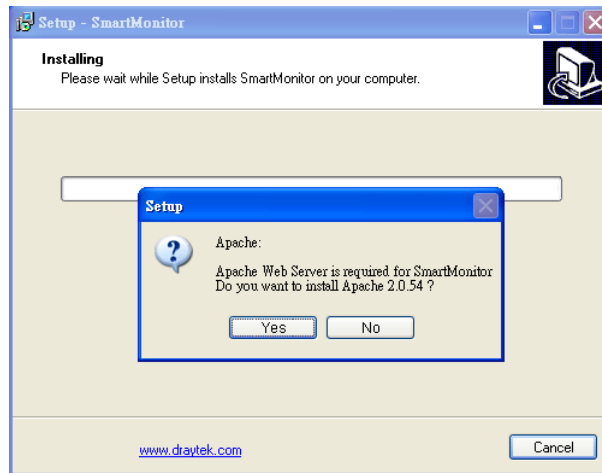 Setup - SmartMonitor
Installing
Please wait while Setup installs SmartMonitor on your computer.
Setup
Apache:
Apache Web Server is required for SmartMonitor
Do you want to install Apache 2.0.54 ?
Yes
No
www.draytek.com
Cancel